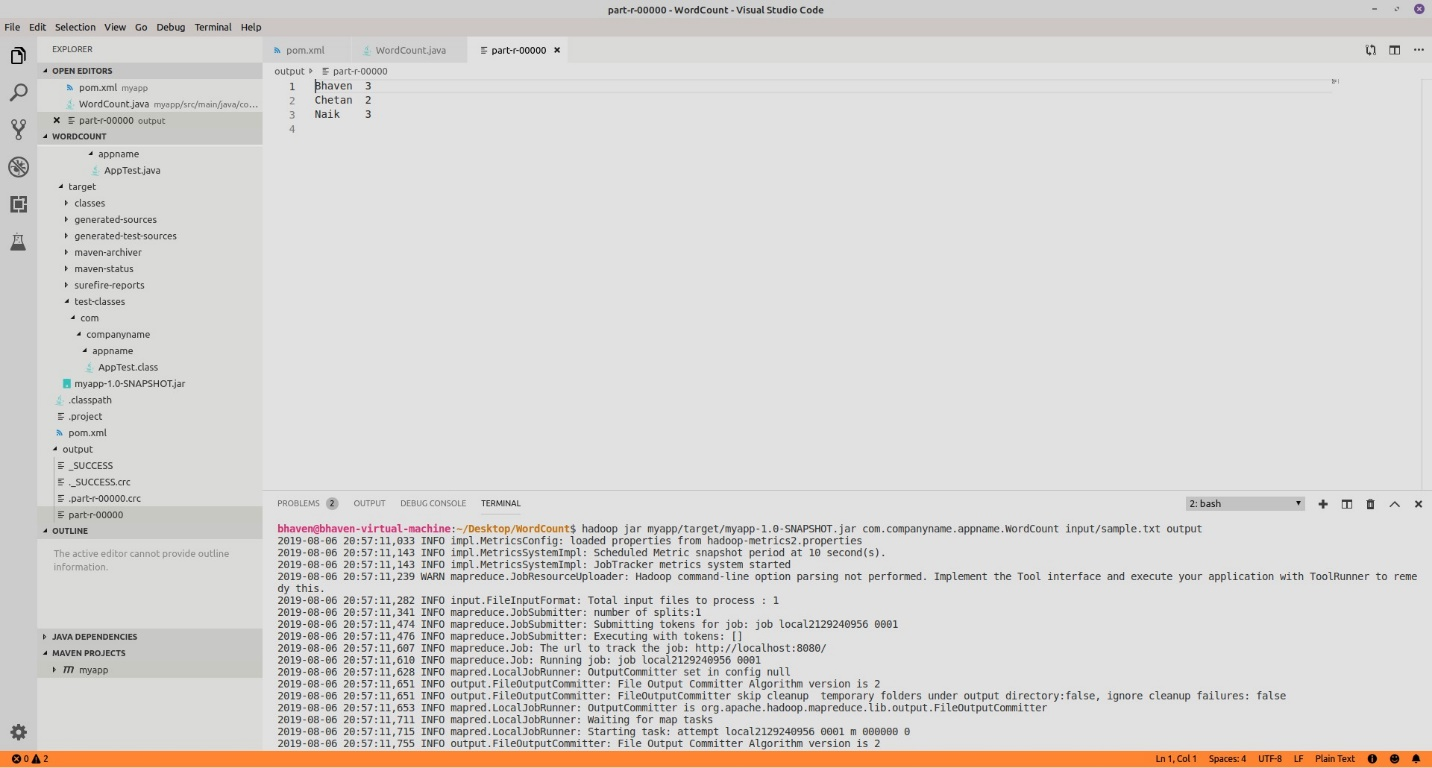 part-r-00000 - WordCount - Visual Studio Code
File Edit Selection View Go Debug Terminal Help
EXPLORER
OPEN EDITORS
pom.xml myapp
WordCount.java myapp/src/main/java/co...
part-r-00000 output
WORDCOUNT
appname
AppTest.java
target
classes
generated-sources
generated-test-sources
maven-archiver
maven-status
surefire-reports
test-classes
com
companyname
appname
AppTest.class
myapp-1.0-SNAPSHOT.jar
.classpath
.project
pom.xml
output
_SUCCESS
._SUCCESS.crc
.part-r-00000.crc
part-r-00000
OUTLINE
The active editor cannot provide outline
information.
JAVA DEPENDENCIES
MAVEN PROJECTS
m myapp
pom.xml WordCount.java part-r-00000
output part-r-00000
1 Bhaven 3
2 Chetan 2
3 Naik 3
4
PROBLEMS 2 OUTPUT DEBUG CONSOLE TERMINAL 2: bash
bhaven@bhaven-virtual-machine:~/Desktop/WordCount$ hadoop jar myapp/target/myapp-1.0-SNAPSHOT.jar com.companyname.appname.WordCount input/sample.txt output
2019-08-06 20:57:11,033 INFO impl.MetricsConfig: loaded properties from hadoop-metrics2.properties
2019-08-06 20:57:11,143 INFO impl.MetricsSystemImpl: Scheduled Metric snapshot period at 10 second(s).
2019-08-06 20:57:11,143 INFO impl.MetricsSystemImpl: JobTracker metrics system started
2019-08-06 20:57:11,239 WARN mapreduce.JobResourceUploader: Hadoop command-line option parsing not performed. Implement the Tool interface and execute your application with ToolRunner to reme
dy this.
2019-08-06 20:57:11,282 INFO input.FileInputFormat: Total input files to process : 1
2019-08-06 20:57:11,341 INFO mapreduce.JobSubmitter: number of splits:1
2019-08-06 20:57:11,474 INFO mapreduce.JobSubmitter: Submitting tokens for job: job local2129240956 0001
2019-08-06 20:57:11,476 INFO mapreduce.JobSubmitter: Executing with tokens: []
2019-08-06 20:57:11,607 INFO mapreduce.Job: The url to track the job: http://localhost:8080/
2019-08-06 20:57:11,610 INFO mapreduce.Job: Running job: job local2129240956 0001
2019-08-06 20:57:11,628 INFO mapred.LocalJobRunner: OutputCommitter set in config null
2019-08-06 20:57:11,651 INFO output.FileOutputCommitter: File Output Committer Algorithm version is 2
2019-08-06 20:57:11,651 INFO output.FileOutputCommitter: FileOutputCommitter skip cleanup  temporary folders under output directory:false, ignore cleanup failures: false
2019-08-06 20:57:11,653 INFO mapred.LocalJobRunner: OutputCommitter is org.apache.hadoop.mapreduce.lib.output.FileOutputCommitter
2019-08-06 20:57:11,711 INFO mapred.LocalJobRunner: Waiting for map tasks
2019-08-06 20:57:11,715 INFO mapred.LocalJobRunner: Starting task: attempt local2129240956 0001 m 000000 0
2019-08-06 20:57:11,755 INFO output.FileOutputCommitter: File Output Committer Algorithm version is 2
0 2 Ln 1, Col 1 Spaces: 4 UTF-8 LF Plain Text